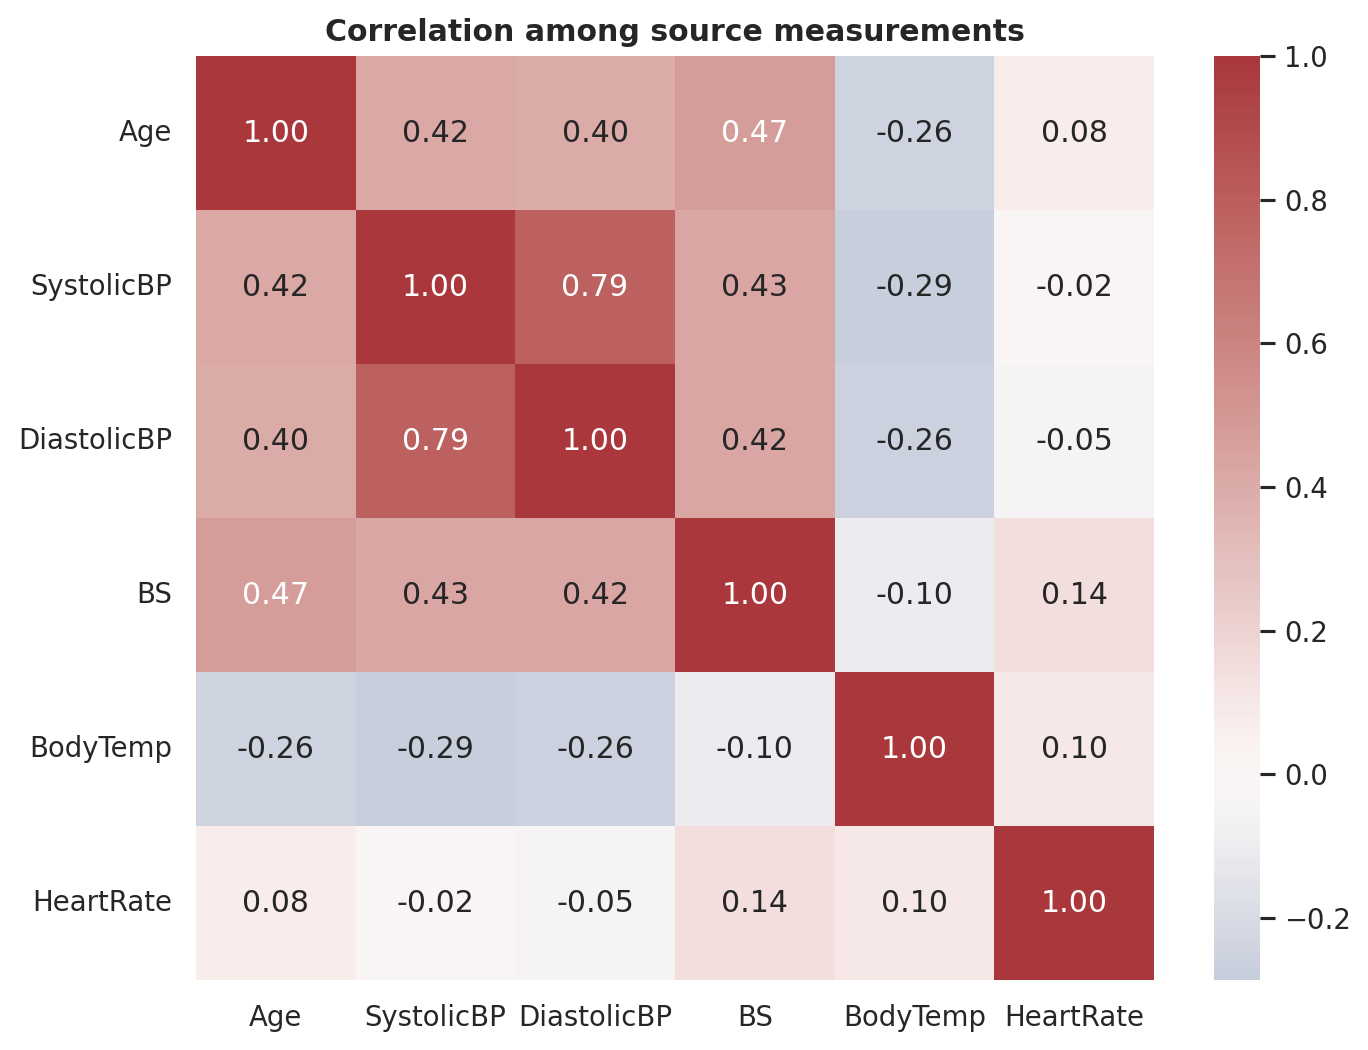 Correlation among source measurements
Age 1.00 0.42 0.40 0.47 -0.26 0.08
SystolicBP 0.42 1.00 0.79 0.43 -0.29 -0.02
DiastolicBP 0.40 0.79 1.00 0.42 -0.26 -0.05
BS 0.47 0.43 0.42 1.00 -0.10 0.14
BodyTemp -0.26 -0.29 -0.26 -0.10 1.00 0.10
HeartRate 0.08 -0.02 -0.05 0.14 0.10 1.00
Age SystolicBP DiastolicBP BS BodyTemp HeartRate
1.0
0.8
0.6
0.4
0.2
0.0
−0.2